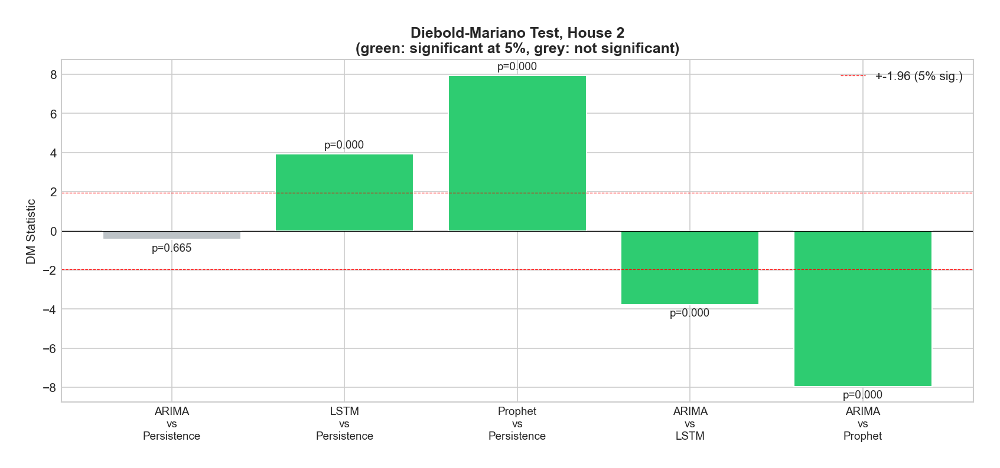 Diebold-Mariano Test, House 2
(green: significant at 5%, grey: not significant)
+-1.96 (5% sig.)
DM Statistic
8
6
4
2
0
−2
−4
−6
−8
p=0.665
p=0.000
p=0.000
p=0.000
p=0.000
ARIMA
vs
Persistence
LSTM
vs
Persistence
Prophet
vs
Persistence
ARIMA
vs
LSTM
ARIMA
vs
Prophet